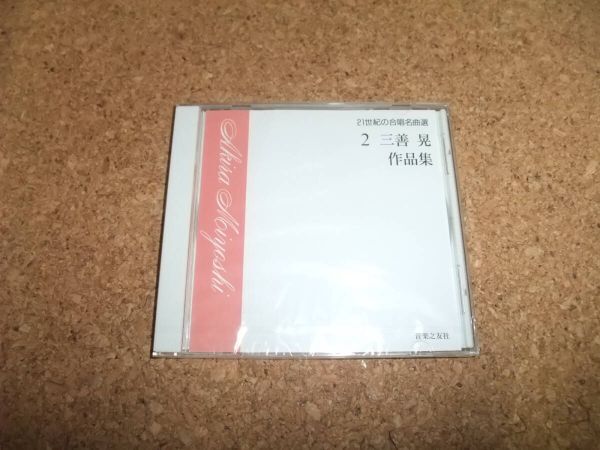 21世紀の合唱名曲選
2 三善 晃
作品集
Akira Miyoshi
音楽之友社